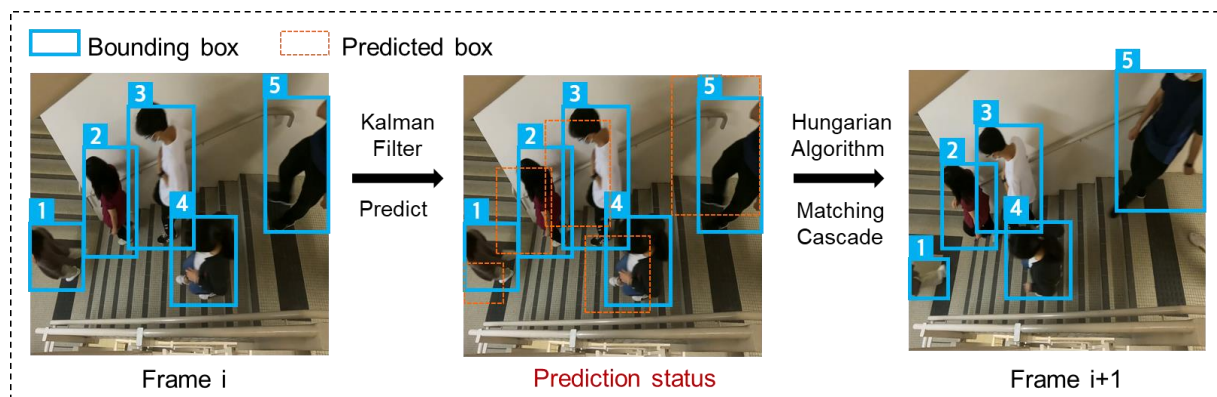 Bounding box
Predicted box
1
2
3
4
5
Kalman
Filter
Predict
1
2
3
4
5
Hungarian
Algorithm
Matching
Cascade
1
2
3
4
5
Frame i
Prediction status
Frame i+1